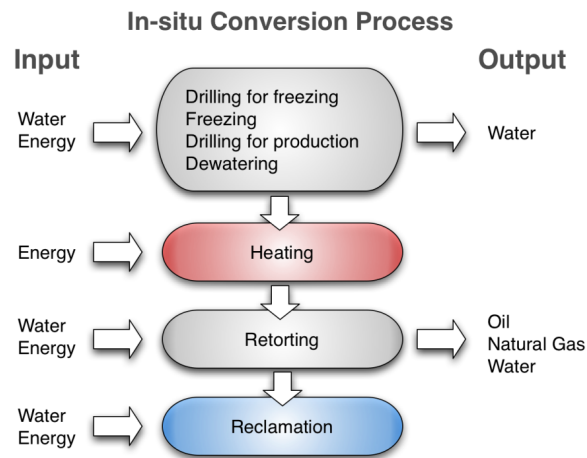 In-situ Conversion Process
Input
Output
Water
Energy
Drilling for freezing
Freezing
Drilling for production
Dewatering
Water
Energy
Heating
Water
Energy
Retorting
Oil
Natural Gas
Water
Water
Energy
Reclamation